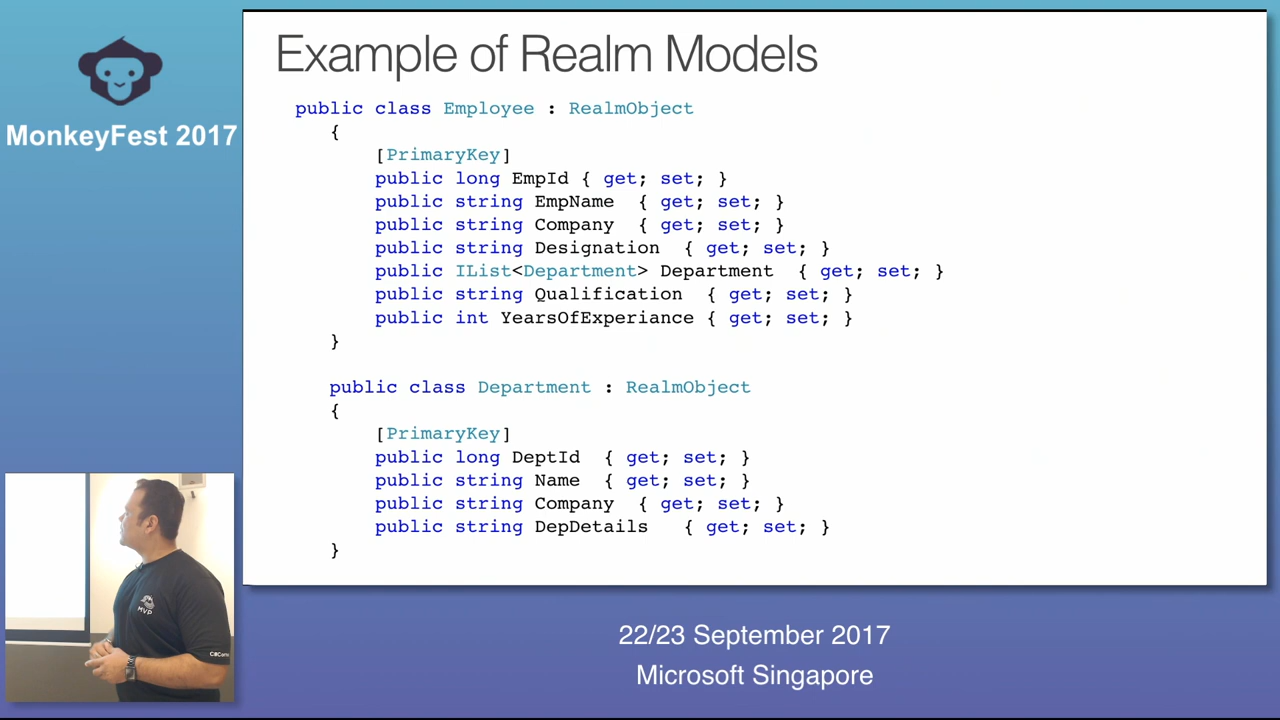 Example of Realm Models
MonkeyFest 2017
public class Employee : RealmObject
{
[PrimaryKey]
public long EmpId { get; set; }
public string EmpName { get; set; }
public string Company { get; set; }
public string Designation { get; set; }
public IList<Department> Department { get; set; }
public string Qualification { get; set; }
public int YearsOfExperiance { get; set; }
}
public class Department : RealmObject
{
[PrimaryKey]
public long DeptId { get; set; }
public string Name { get; set; }
public string Company { get; set; }
public string DepDetails { get; set; }
}
MVP
22/23 September 2017
Microsoft Singapore